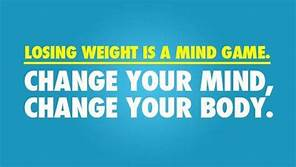 LOSING WEIGHT IS A MIND GAME.
CHANGE YOUR MIND,
CHANGE YOUR BODY.